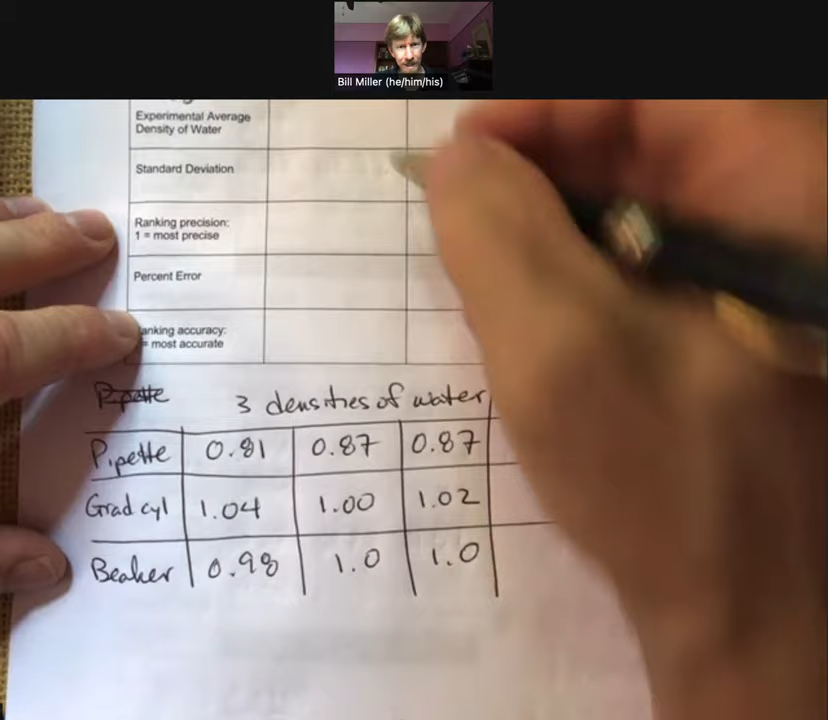 Bill Miller (he/him/his)
Experimental Average
Density of Water
Standard Deviation
Ranking precision:
1 = most precise
Percent Error
anking accuracy:
= most accurate
3 densities of water
Pipette 0.81 0.87 0.87
Grad cyl 1.04 1.00 1.02
Beaker 0.98 1.0 1.0